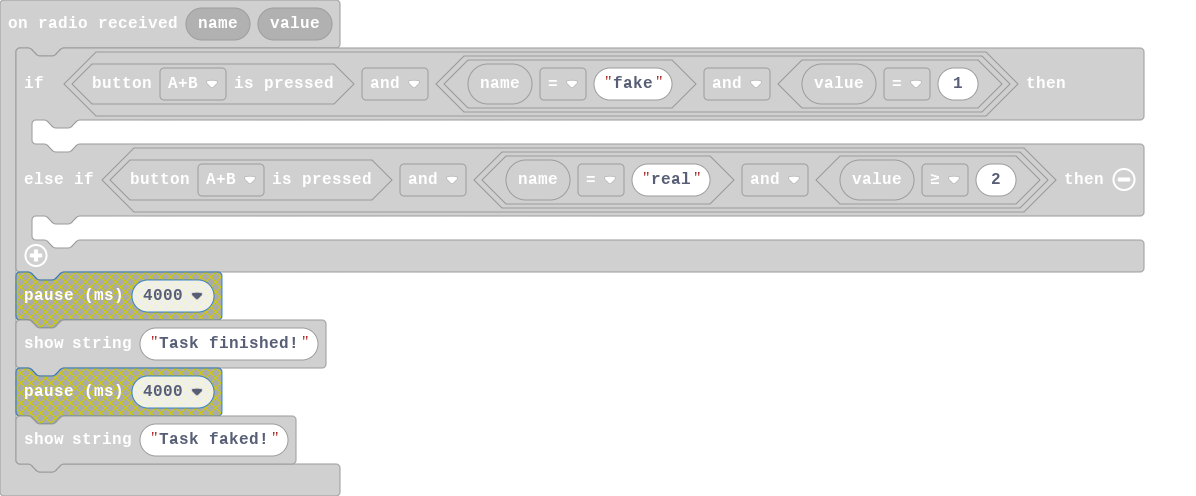 on radio received name value
if button A+B is pressed and name = "fake" and value = 1 then
else if button A+B is pressed and name = "real" and value ≥ 2 then
pause (ms) 4000
show string "Task finished!"
pause (ms) 4000
show string "Task faked!"